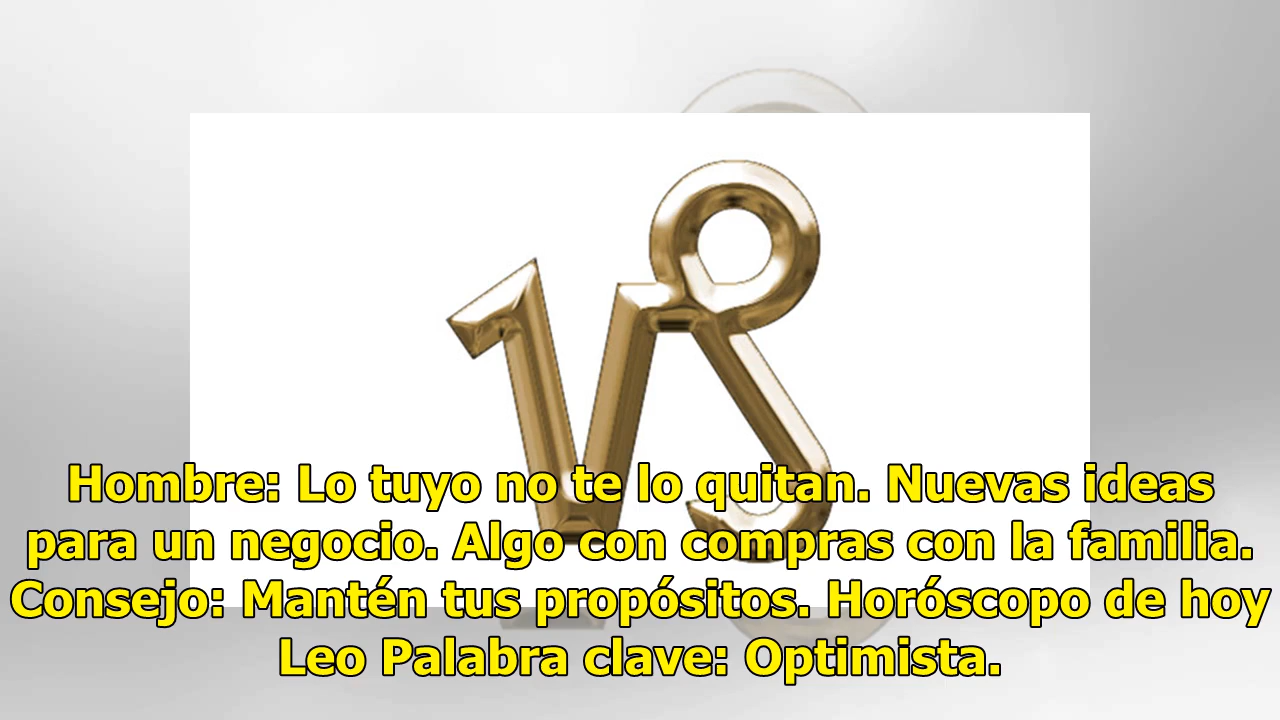 Hombre: Lo tuyo no te lo quitan. Nuevas ideas
para un negocio. Algo con compras con la familia.
Consejo: Mantén tus propósitos. Horóscopo de hoy
Leo Palabra clave: Optimista.